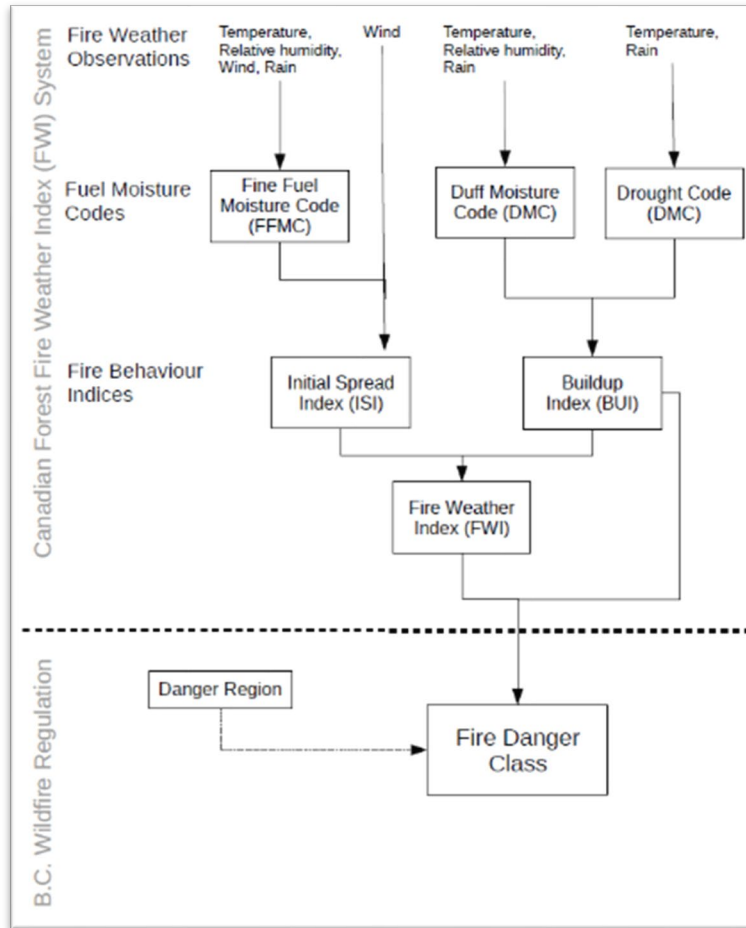 Canadian Forest Fire Weather Index (FWI) System
Fire Weather
Observations
Temperature,
Relative humidity,
Wind, Rain
Wind
Temperature,
Relative humidity,
Rain
Temperature,
Rain
Fuel Moisture
Codes
Fine Fuel
Moisture Code
(FFMC)
Duff Moisture
Code (DMC)
Drought Code
(DMC)
Fire Behaviour
Indices
Initial Spread
Index (ISI)
Buildup
Index (BUI)
Fire Weather
Index (FWI)
B.C. Wildfire Regulation
Danger Region
Fire Danger
Class